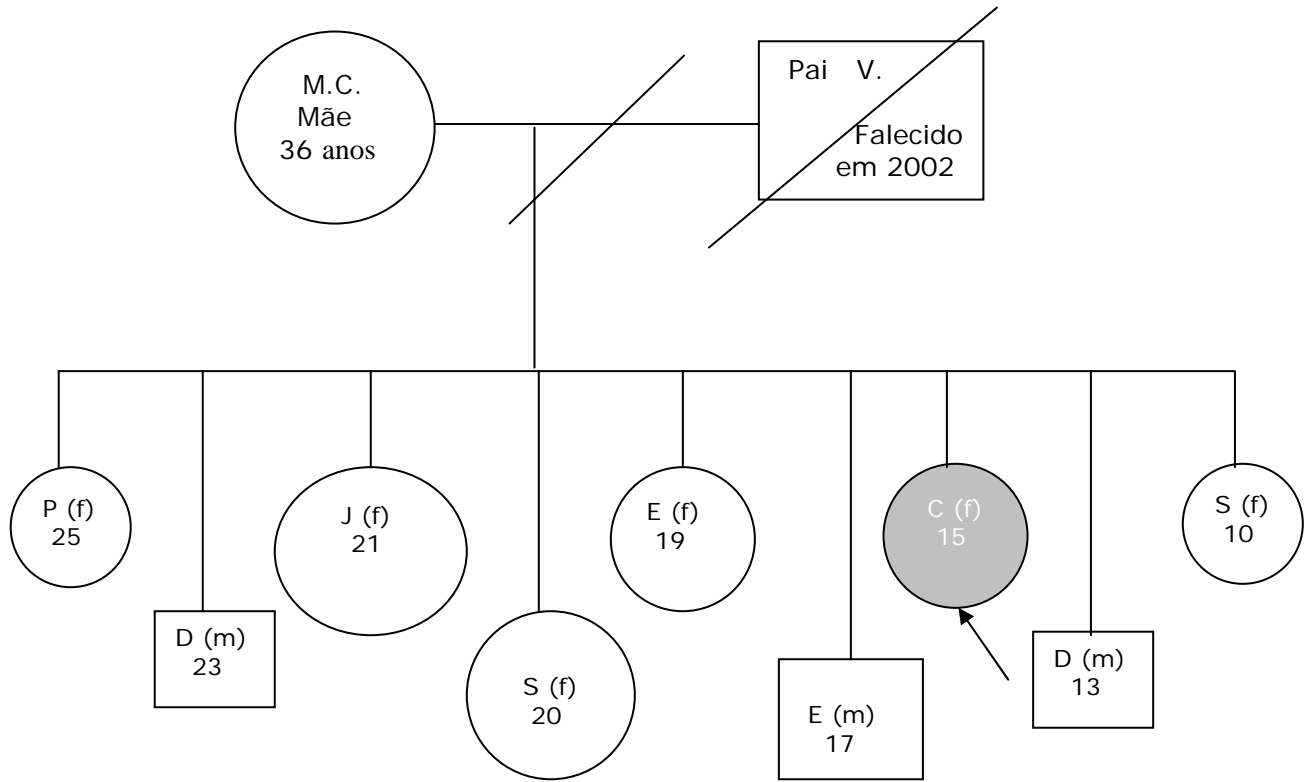 M.C.
Mãe
36 anos
Pai V.
Falecido
em 2002
P (f)
25
D (m)
23
J (f)
21
S (f)
20
E (f)
19
E (m)
17
C (f)
15
D (m)
13
S (f)
10